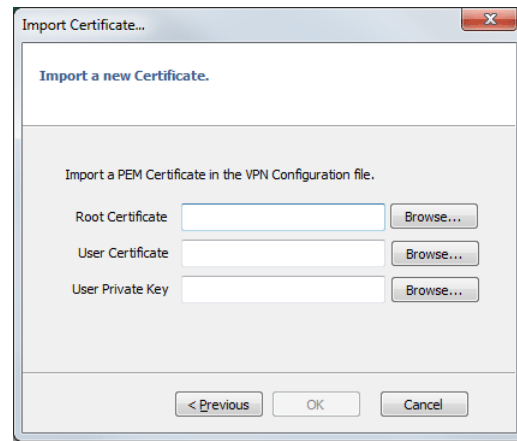 Import Certificate...
Import a new Certificate.
Import a PEM Certificate in the VPN Configuration file.
Root Certificate Browse...
User Certificate Browse...
User Private Key Browse...
< Previous OK Cancel